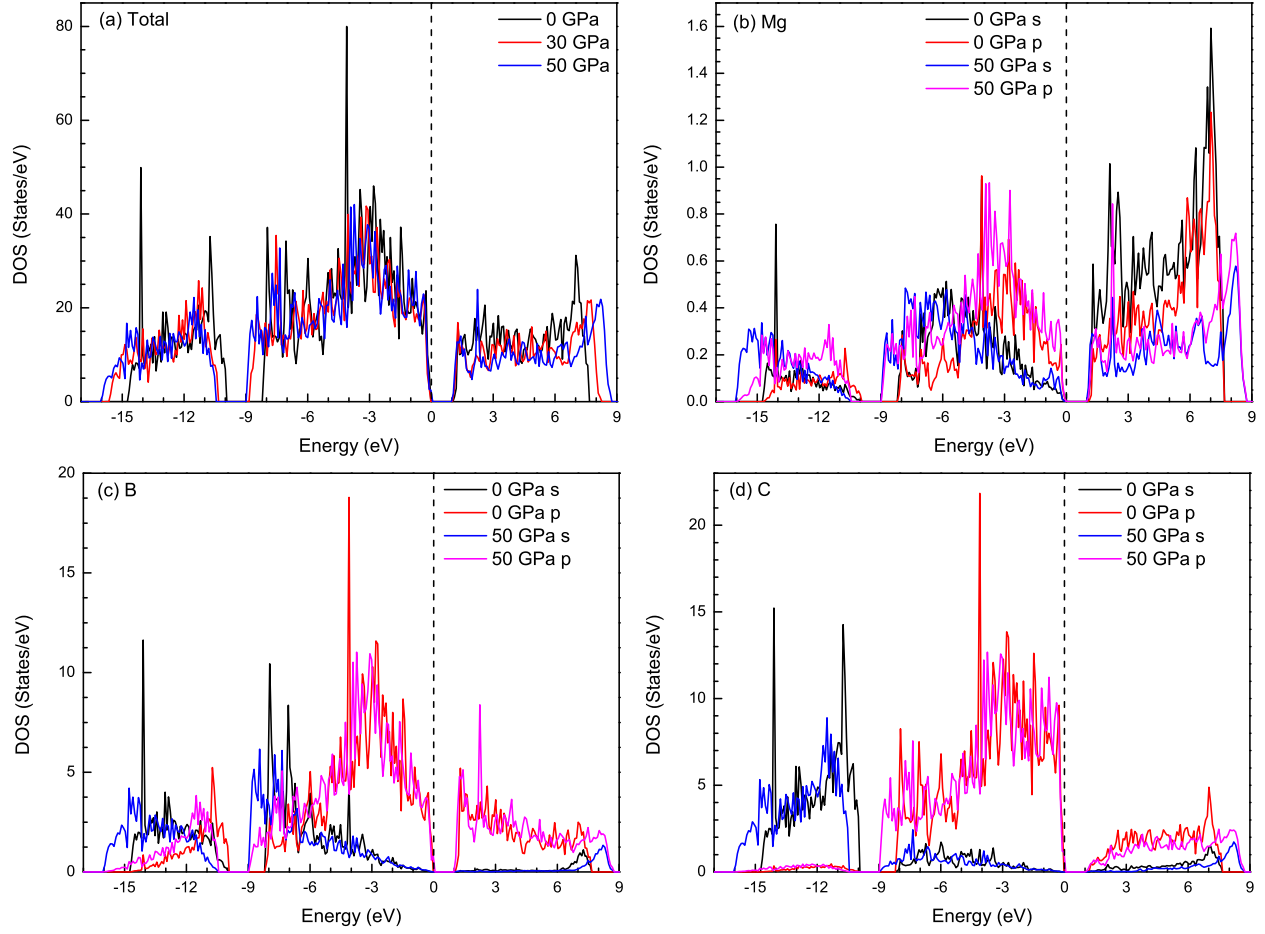 (a) Total
0 GPa
30 GPa
50 GPa
80
60
40
20
0
DOS (States/eV)
-15 -12 -9 -6 -3 0 3 6 9
Energy (eV)
(b) Mg
0 GPa s
0 GPa p
50 GPa s
50 GPa p
1.6
1.4
1.2
1.0
0.8
0.6
0.4
0.2
0.0
DOS (States/eV)
-15 -12 -9 -6 -3 0 3 6 9
Energy (eV)
(c) B
0 GPa s
0 GPa p
50 GPa s
50 GPa p
20
15
10
5
0
DOS (States/eV)
-15 -12 -9 -6 -3 0 3 6 9
Energy (eV)
(d) C
0 GPa s
0 GPa p
50 GPa s
50 GPa p
20
15
10
5
0
DOS (States/eV)
-15 -12 -9 -6 -3 0 3 6 9
Energy (eV)